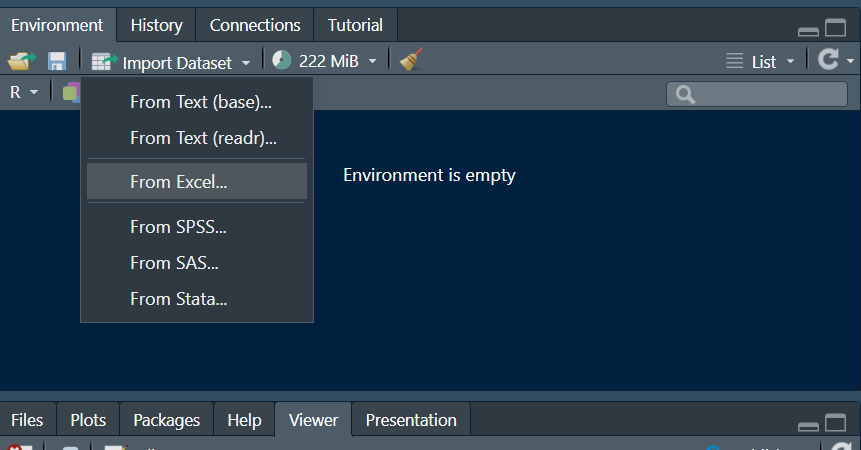 Environment History Connections Tutorial
Import Dataset 222 MiB List
R
From Text (base)...
From Text (readr)...
From Excel...
From SPSS...
From SAS...
From Stata...
Environment is empty
Files Plots Packages Help Viewer Presentation